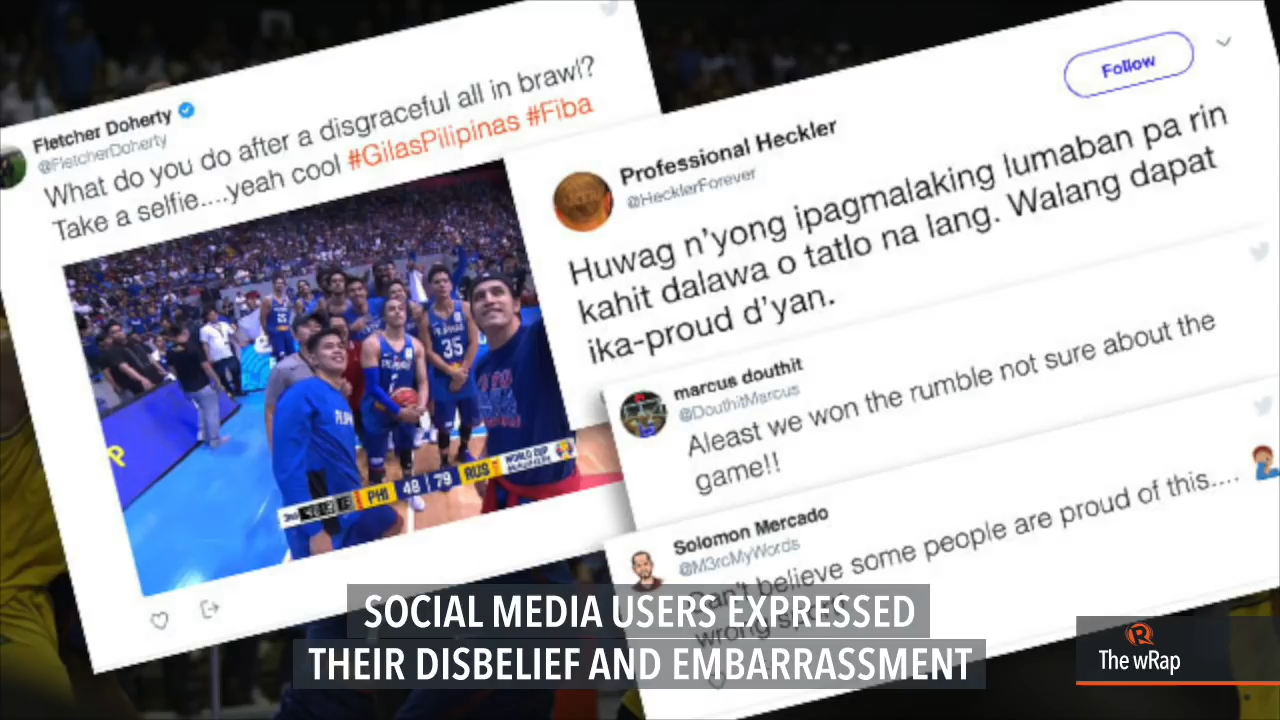 Fletcher Doherty
@FletcherDoherty
What do you do after a disgraceful all in brawl?
Take a selfie....yeah cool #GilasPilipinas #Fiba
PILIPINAS
35
PHI 48 79 RUS WORLD CUP
Follow
Professional Heckler
@HecklerForever
Huwag n'yong ipagmalaking lumaban pa rin
kahit dalawa o tatlo na lang. Walang dapat
ika-proud d'yan.
marcus douthit
@DouthitMarcus
Aleast we won the rumble not sure about the
game!!
Solomon Mercado
@M3rcMyWords
Can't believe some people are proud of this....
wrong
SOCIAL MEDIA USERS EXPRESSED
THEIR DISBELIEF AND EMBARRASSMENT
The wRap